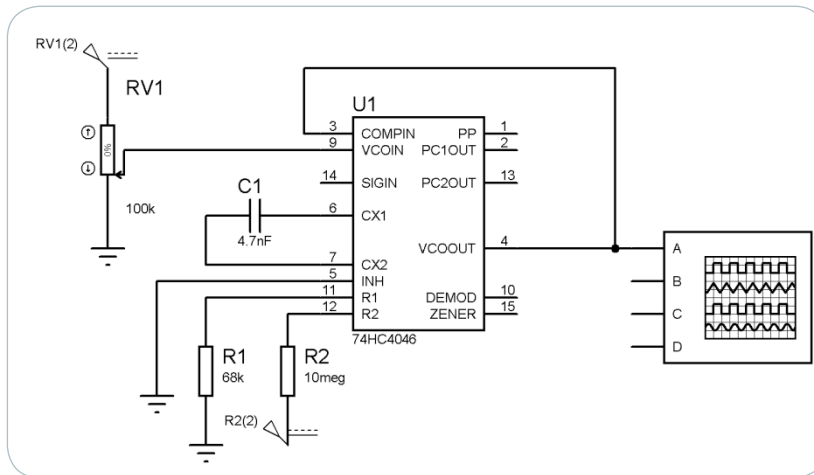 RV1(2)
RV1
0%
100k
U1
3 COMPIN PP 1
9 VCOIN PC1OUT 2
14 SIGIN PC2OUT 13
C1
4.7nF
6 CX1
7 CX2
VCOOUT 4
5 INH
11 R1 DEMOD 10
12 R2 ZENER 15
74HC4046
R1
68k
R2
10meg
R2(2)
A
B
C
D